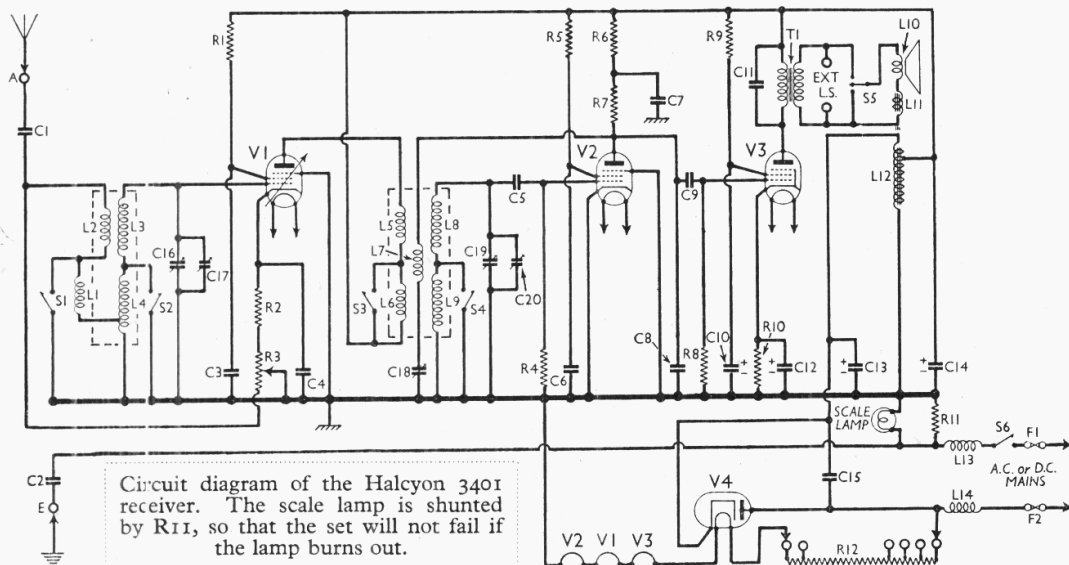 R1
R5
R6
R9
L10
T1
C11
EXT
L.S.
S5
L11
A
C1
R7
C7
V1
V2
V3
L12
C5
C9
L2
L3
L5
L8
L7
C16
C17
C19
C20
S1
L1
L4
S2
S3
L6
L9
S4
R2
R3
C3
C4
C18
R4
C6
C8
R8
C10
R10
+
–
+
–
C12
+
–
C13
+
–
C14
SCALE
LAMP
R11
S6
F1
L13
A.C. or D.C.
MAINS
C2
E
C15
L14
F2
V4
V2
V1
V3
R12
Circuit diagram of the Halcyon 3401
receiver. The scale lamp is shunted
by R11, so that the set will not fail if
the lamp burns out.